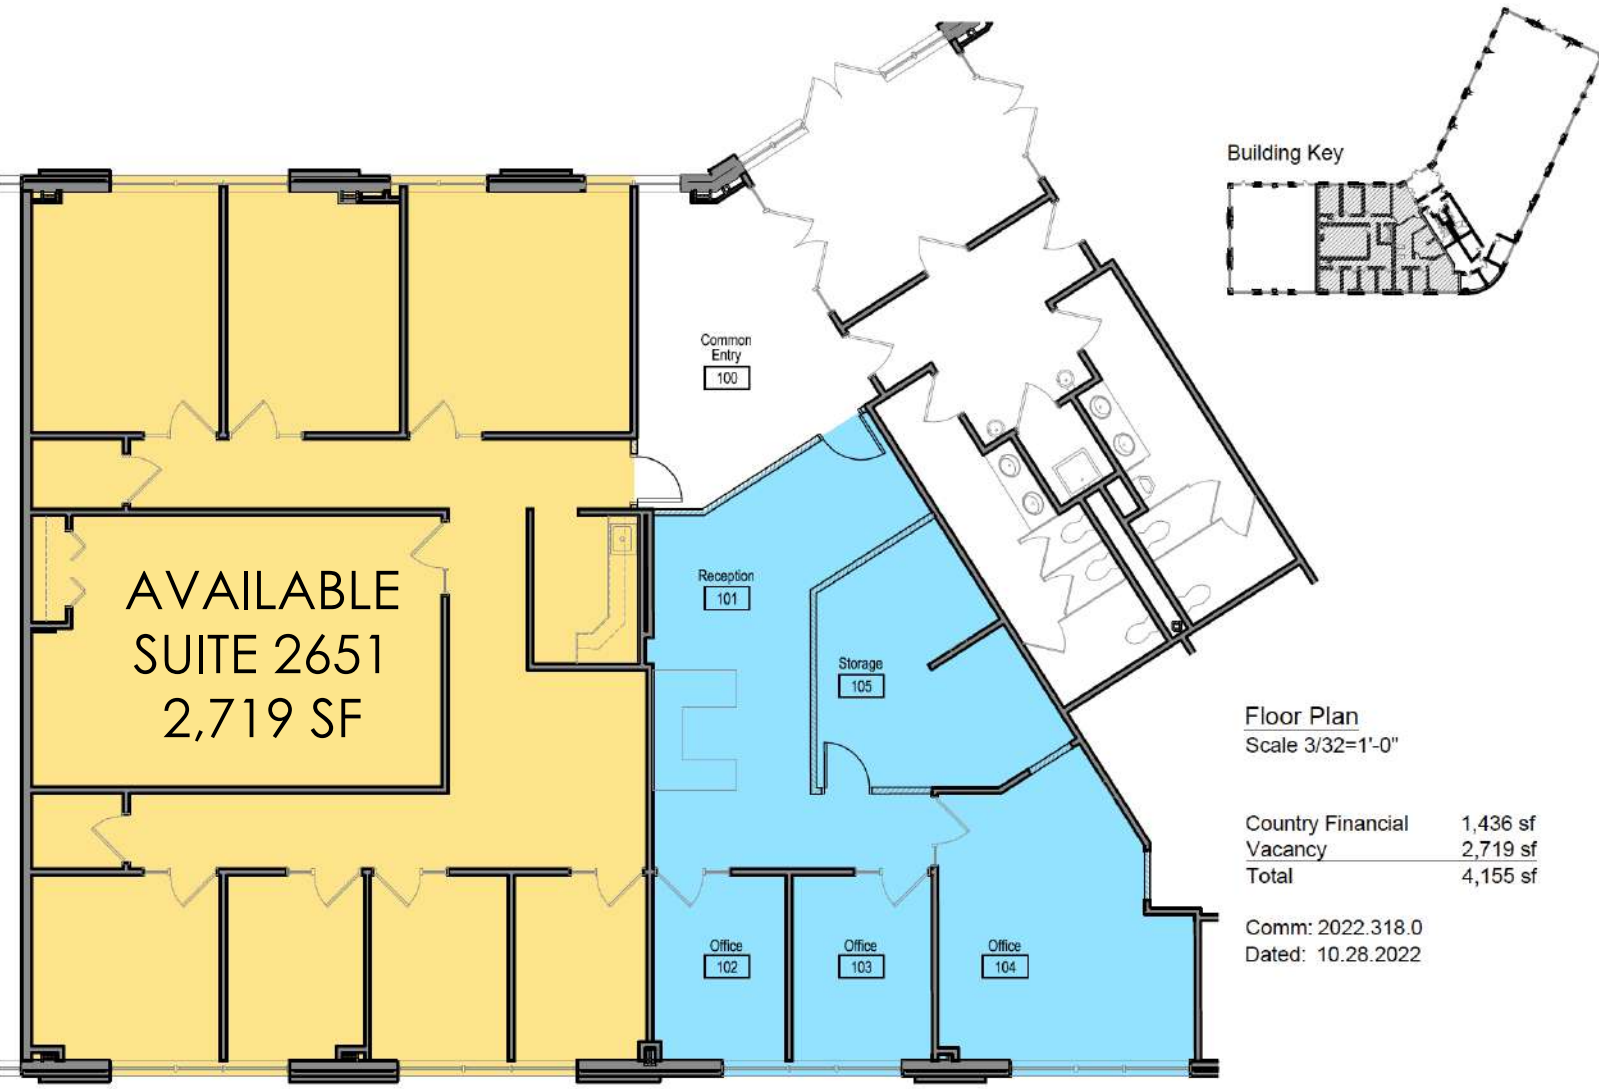 Building Key
Common
Entry
100
AVAILABLE
SUITE 2651
2,719 SF
Reception
101
Storage
105
Office
102
Office
103
Office
104
Floor Plan
Scale 3/32=1'-0"
Country Financial 1,436 sf
Vacancy 2,719 sf
Total 4,155 sf
Comm: 2022.318.0
Dated: 10.28.2022